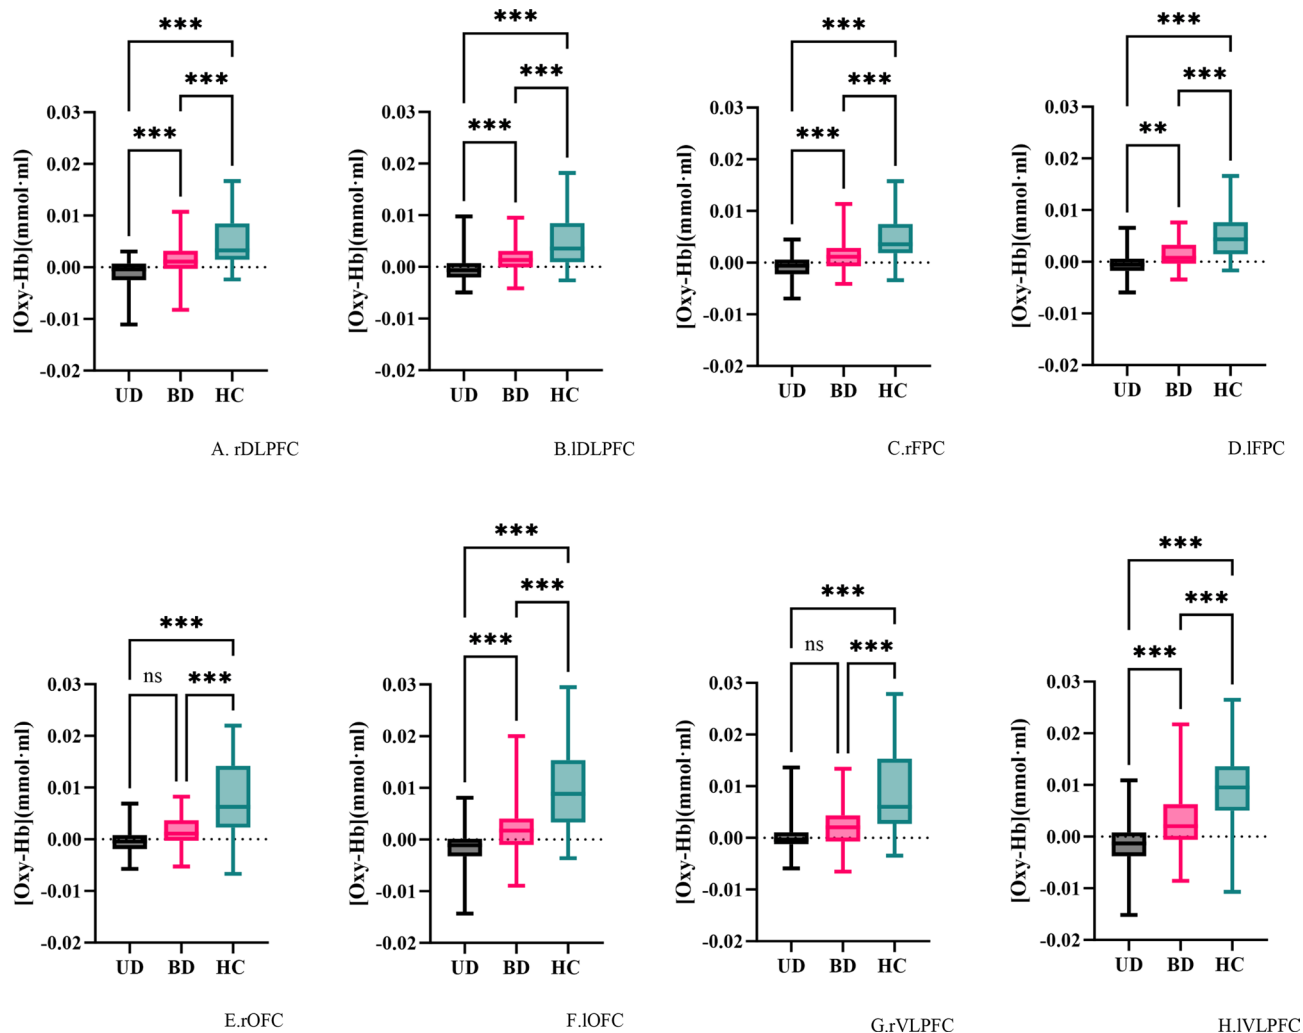 ***
***
***
[Oxy-Hb](mmol·ml)
0.03
0.02
0.01
0.00
-0.01
-0.02
UD BD HC
A. rDLPFC
***
***
***
[Oxy-Hb](mmol·ml)
0.03
0.02
0.01
0.00
-0.01
-0.02
UD BD HC
B.lDLPFC
***
***
***
[Oxy-Hb](mmol·ml)
0.03
0.02
0.01
0.00
-0.01
-0.02
UD BD HC
C.rFPC
***
***
**
[Oxy-Hb](mmol·ml)
0.03
0.02
0.01
0.00
-0.01
-0.02
UD BD HC
D.lFPC
***
ns ***
[Oxy-Hb](mmol·ml)
0.03
0.02
0.01
0.00
-0.01
-0.02
UD BD HC
E.rOFC
***
***
***
[Oxy-Hb](mmol·ml)
0.03
0.02
0.01
0.00
-0.01
-0.02
UD BD HC
F.lOFC
***
ns ***
[Oxy-Hb](mmol·ml)
0.03
0.02
0.01
0.00
-0.01
-0.02
UD BD HC
G.rVLPFC
***
***
***
[Oxy-Hb](mmol·ml)
0.03
0.02
0.01
0.00
-0.01
-0.02
UD BD HC
H.lVLPFC